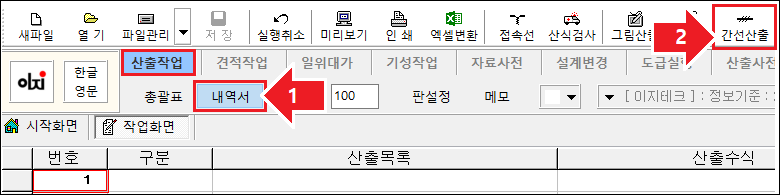 새파일 열 기 파일관리 저 장 실행취소 미리보기 인 쇄 엑셀변환 접속선 산식검사 그림산출 2 간선산출
이지 한글 영문
산출작업 견적작업 일위대가 기성작업 자료사전 설계변경 도급실행 산출사전
총괄표 내역서 1 100 판설정 메모 [ 이지테크 ] : 정보기준 :
시작화면 작업화면
번호 구분 산출목록 산출수식
1